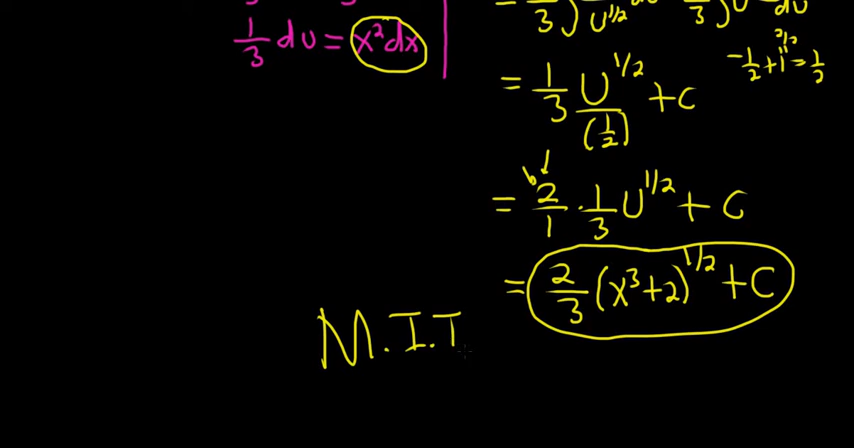 1/3 du = x²dx
-1/2 + 1 = 1/2
= 1/3 U^1/2/(1/2) + C
= 2/1 · 1/3 U^1/2 + C
= 2/3 (x³+2)^1/2 + C
M.I.T